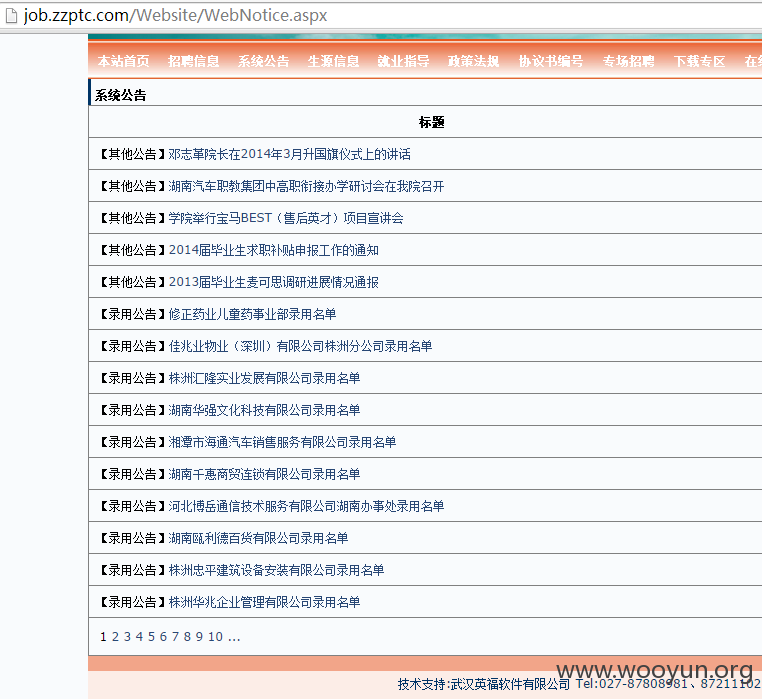 job.zzptc.com/Website/WebNotice.aspx
本站首页 招聘信息 系统公告 生源信息 就业指导 政策法规 协议书编号 专场招聘 下载专区 在
系统公告
标题
【其他公告】邓志革院长在2014年3月升国旗仪式上的讲话
【其他公告】湖南汽车职教集团中高职衔接办学研讨会在我院召开
【其他公告】学院举行宝马BEST（售后英才）项目宣讲会
【其他公告】2014届毕业生求职补贴申报工作的通知
【其他公告】2013届毕业生麦可思调研进展情况通报
【录用公告】修正药业儿童药事业部录用名单
【录用公告】佳兆业物业（深圳）有限公司株洲分公司录用名单
【录用公告】株洲汇隆实业发展有限公司录用名单
【录用公告】湖南华强文化科技有限公司录用名单
【录用公告】湘潭市海通汽车销售服务有限公司录用名单
【录用公告】湖南千惠商贸连锁有限公司录用名单
【录用公告】河北博岳通信技术服务有限公司湖南办事处录用名单
【录用公告】湖南瓯利德百货有限公司录用名单
【录用公告】株洲忠平建筑设备安装有限公司录用名单
【录用公告】株洲华兆企业管理有限公司录用名单
1 2 3 4 5 6 7 8 9 10 ...
www.wooyun.org
技术支持:武汉英福软件有限公司 Tel:027-87808981、87211102